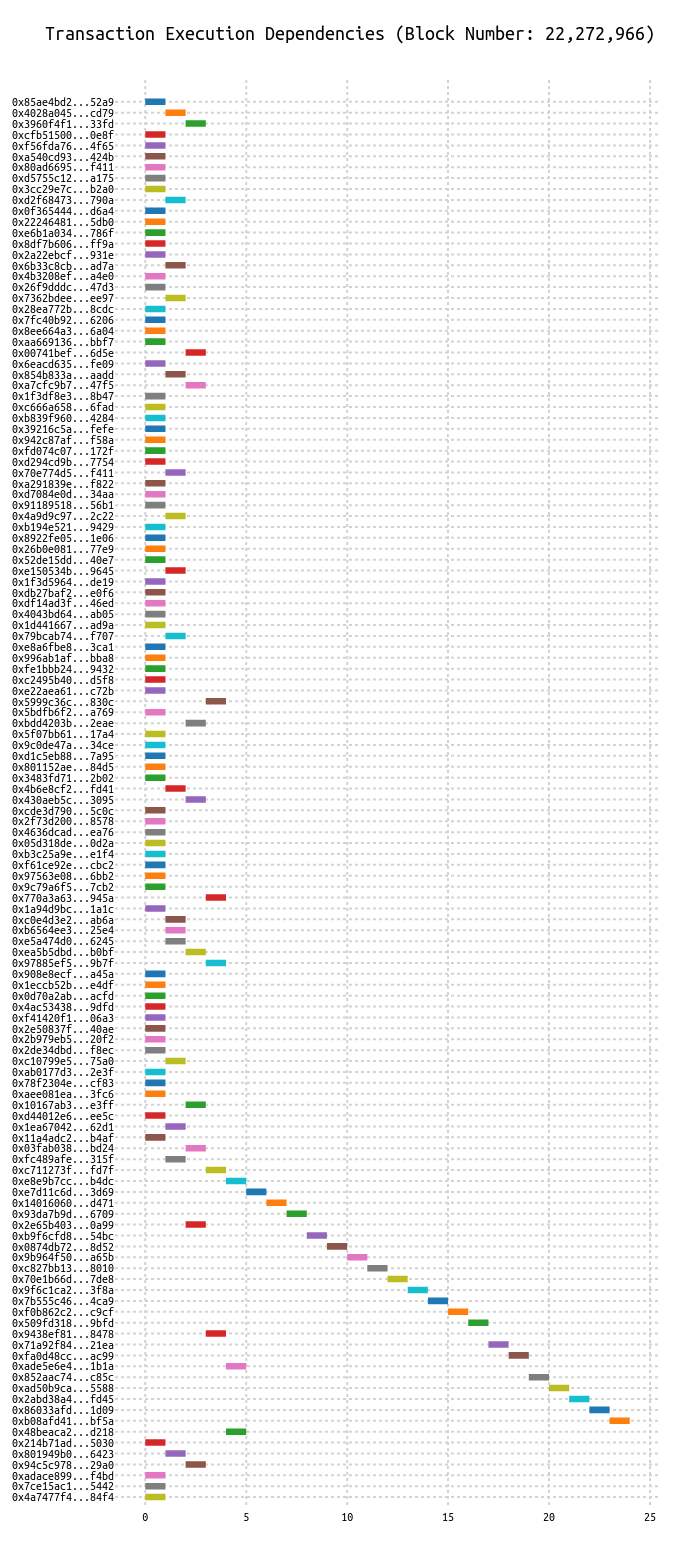 Transaction Execution Dependencies (Block Number: 22,272,966)
0x85ae4bd2...52a9
0x4028a045...cd79
0x3960f4f1...33fd
0xcfb51500...0e8f
0xf56fda76...4f65
0xa540cd93...424b
0x80ad6695...f411
0xd5755c12...a175
0x3cc29e7c...b2a0
0xd2f68473...790a
0x0f365444...d6a4
0x22246481...5db0
0xe6b1a034...786f
0x8df7b606...ff9a
0x2a22ebcf...931e
0x6b33c8cb...ad7a
0x4b3208ef...a4e0
0x26f9dddc...47d3
0x7362bdee...ee97
0x28ea772b...8cdc
0x7fc40b92...6206
0x8ee664a3...6a04
0xaa669136...bbf7
0x00741bef...6d5e
0x6eacd635...fe09
0x854b833a...aadd
0xa7cfc9b7...47f5
0x1f3df8e3...8b47
0xc666a658...6fad
0xb839f960...4284
0x39216c5a...fefe
0x942c87af...f58a
0xfd074c07...172f
0xd294cd9b...7754
0x70e774d5...f411
0xa291839e...f822
0xd7084e0d...34aa
0x91189518...56b1
0x4a9d9c97...2c22
0xb194e521...9429
0x8922fe05...1e06
0x26b0e081...77e9
0x52de15dd...40e7
0xe150534b...9645
0x1f3d5964...de19
0xdb27baf2...e0f6
0xdf14ad3f...46ed
0x4043bd64...ab05
0x1d441667...ad9a
0x79bcab74...f707
0xe8a6fbe8...3ca1
0x996ab1af...bba8
0xfe1bbb24...9432
0xc2495b40...d5f8
0xe22aea61...c72b
0x5999c36c...830c
0x5bdfb6f2...a769
0xbdd4203b...2eae
0x5f07bb61...17a4
0x9c0de47a...34ce
0xd1c5eb88...7a95
0x801152ae...84d5
0x3483fd71...2b02
0x4b6e8cf2...fd41
0x430aeb5c...3095
0xcde3d790...5c0c
0x2f73d200...8578
0x4636dcad...ea76
0x05d318de...0d2a
0xb3c25a9e...e1f4
0xf61ce92e...cbc2
0x97563e08...6bb2
0x9c79a6f5...7cb2
0x770a3a63...945a
0x1a94d9bc...1a1c
0xc0e4d3e2...ab6a
0xb6564ee3...25e4
0xe5a474d0...6245
0xea5b5dbd...b0bf
0x97885ef5...9b7f
0x908e8ecf...a45a
0x1eccb52b...e4df
0x0d70a2ab...acfd
0x4ac53438...9dfd
0xf41420f1...06a3
0x2e50837f...40ae
0x2b979eb5...20f2
0x2de34dbd...f8ec
0xc10799e5...75a0
0xab0177d3...2e3f
0x78f2304e...cf83
0xaee081ea...3fc6
0x10167ab3...e3ff
0xd44012e6...ee5c
0x1ea67042...62d1
0x11a4adc2...b4af
0x03fab038...bd24
0xfc489afe...315f
0xc711273f...fd7f
0xe8e9b7cc...b4dc
0xe7d11c6d...3d69
0x14016060...d471
0x93da7b9d...6709
0x2e65b403...0a99
0xb9f6cfd8...54bc
0x0874db72...8d52
0x9b964f50...a65b
0xc827bb13...8010
0x70e1b66d...7de8
0x9f6c1ca2...3f8a
0x7b555c46...4ca9
0xf0b862c2...c9cf
0x509fd318...9bfd
0x9438ef81...8478
0x71a92f84...21ea
0xfa0d48cc...ac99
0xade5e6e4...1b1a
0x852aac74...c85c
0xad50b9ca...5588
0x2abd38a4...fd45
0x86033afd...1d09
0xb08afd41...bf5a
0x48beaca2...d218
0x214b71ad...5030
0x801949b0...6423
0x94c5c978...29a0
0xadace899...f4bd
0x7ce15ac1...5442
0x4a7477f4...84f4
0 5 10 15 20 25